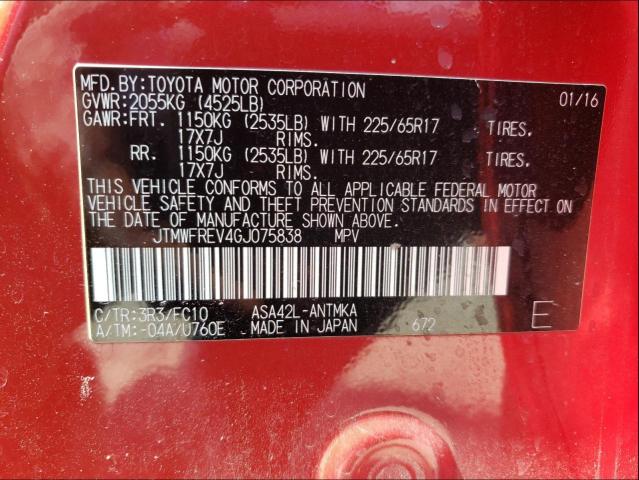 MFD.BY:TOYOTA MOTOR CORPORATION 01/16
GVWR:2055KG (4525LB)
GAWR:FRT. 1150KG (2535LB) WITH 225/65R17 TIRES.
17X7J RIMS.
RR. 1150KG (2535LB) WITH 225/65R17 TIRES.
17X7J RIMS.
THIS VEHICLE CONFORMS TO ALL APPLICABLE FEDERAL MOTOR
VEHICLE SAFETY AND THEFT PREVENTION STANDARDS IN EFFECT ON
THE DATE OF MANUFACTURE SHOWN ABOVE.
JTMWFREV4GJ075838 MPV
C/TR:3R3/FC10 ASA42L-ANTMKA
A/TM:-04A/U760E MADE IN JAPAN 672 E